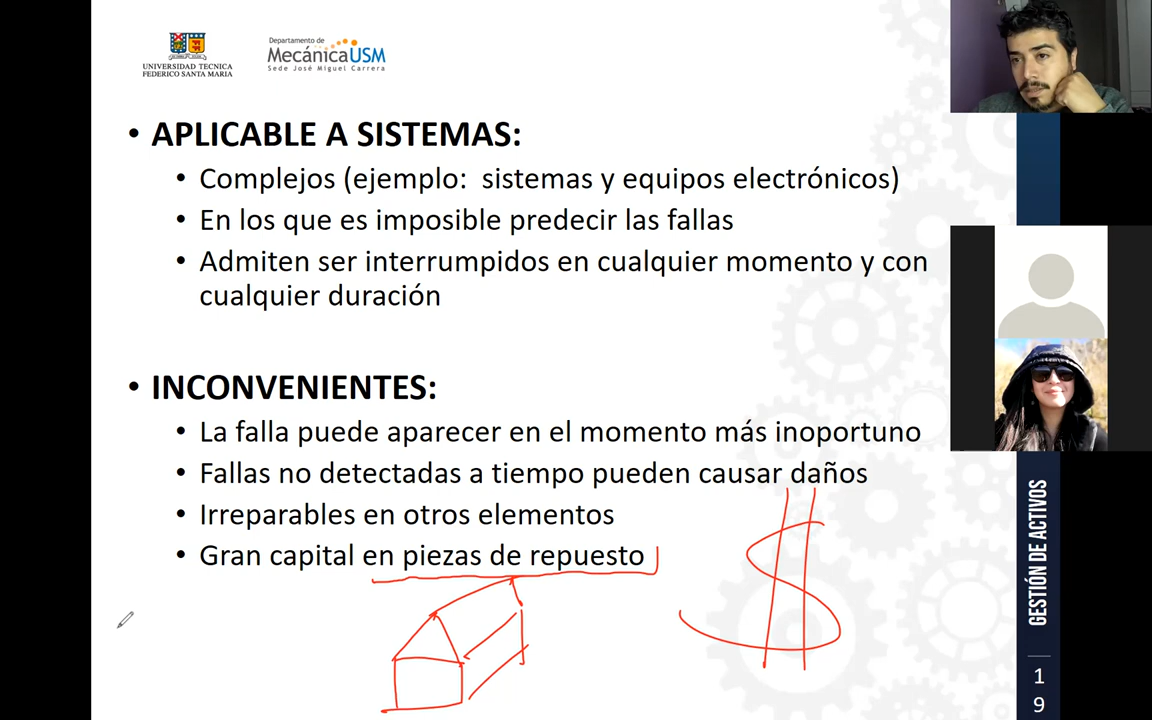 UNIVERSIDAD TECNICA
FEDERICO SANTA MARIA
Departamento de
MecánicaUSM
Sede José Miguel Carrera
• APLICABLE A SISTEMAS:
• Complejos (ejemplo: sistemas y equipos electrónicos)
• En los que es imposible predecir las fallas
• Admiten ser interrumpidos en cualquier momento y con
cualquier duración
• INCONVENIENTES:
• La falla puede aparecer en el momento más inoportuno
• Fallas no detectadas a tiempo pueden causar daños
• Irreparables en otros elementos
• Gran capital en piezas de repuesto
$
GESTIÓN DE ACTIVOS
1
9